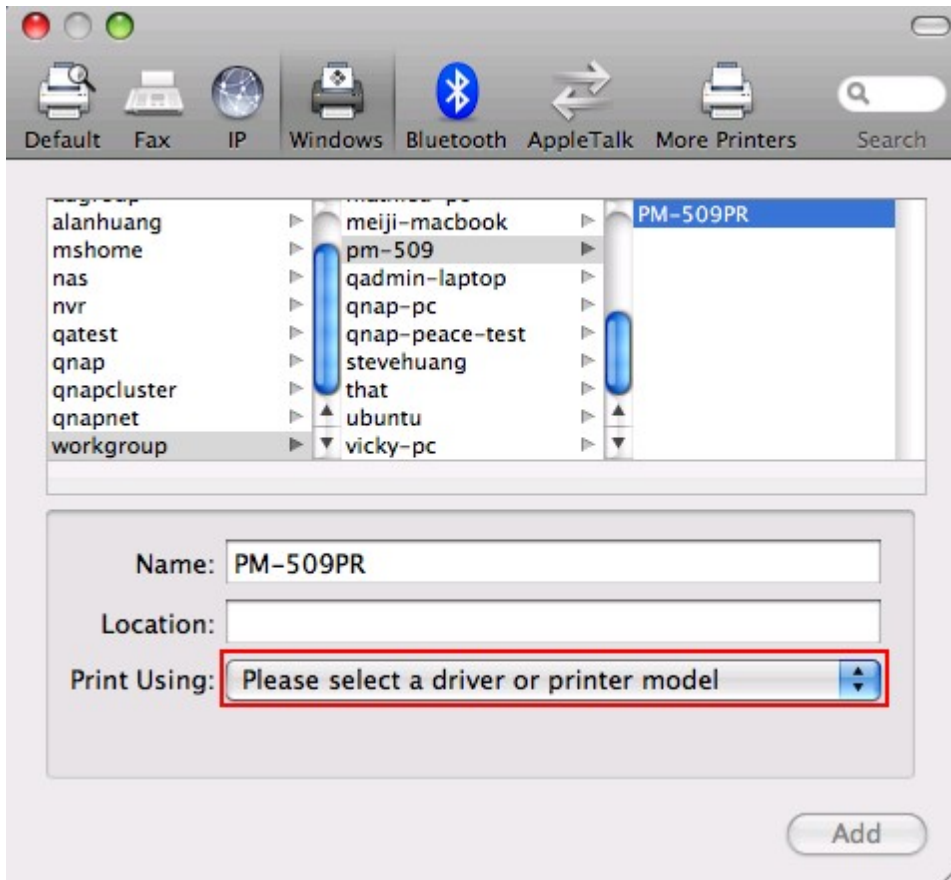 Default Fax IP Windows Bluetooth AppleTalk More Printers Search
alanhuang meiji-macbook PM-509PR
mshome pm-509
nas qadmin-laptop
nvr qnap-pc
qatest qnap-peace-test
qnap stevehuang
qnapcluster that
qnapnet ubuntu
workgroup vicky-pc
Name: PM-509PR
Location:
Print Using: Please select a driver or printer model
Add